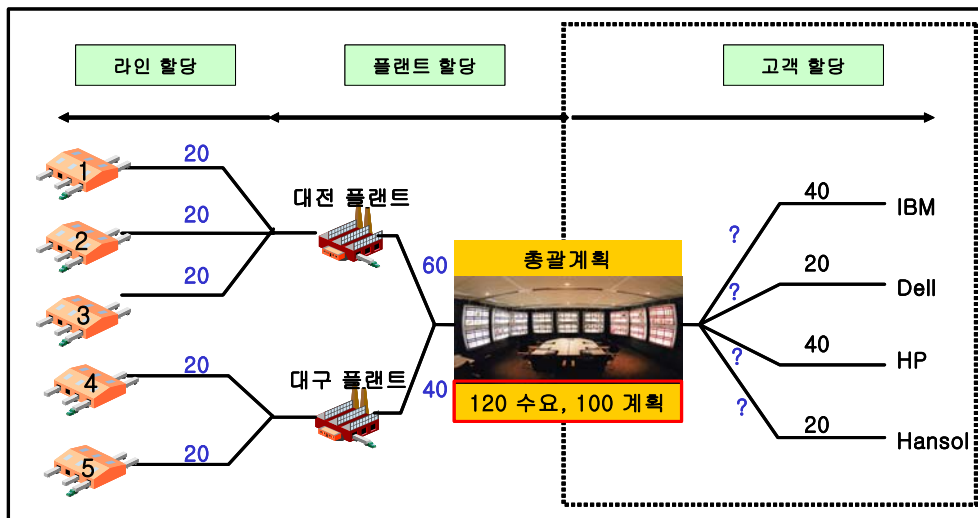 라인 할당
플랜트 할당
고객 할당
1
20
2
20
3
20
4
20
5
20
대전 플랜트
대구 플랜트
60
40
총괄계획
120 수요, 100 계획
?
40
IBM
?
20
Dell
?
40
HP
?
20
Hansol